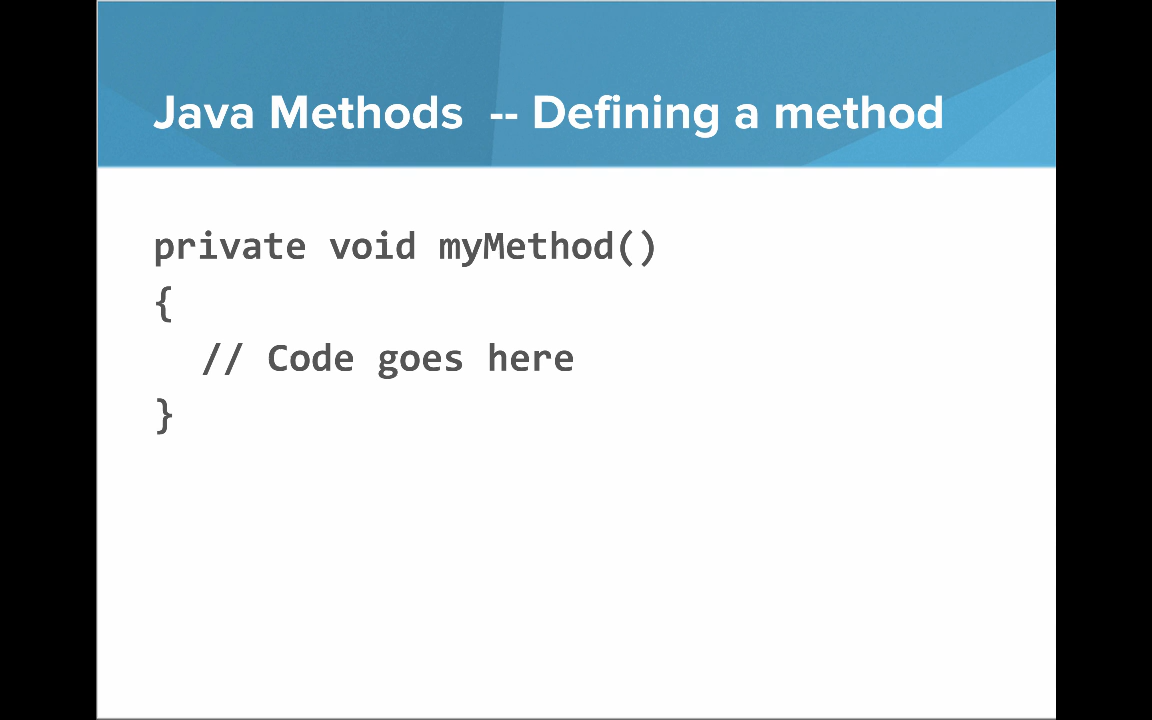 Java Methods -- Defining a method
private void myMethod()
{
// Code goes here
}